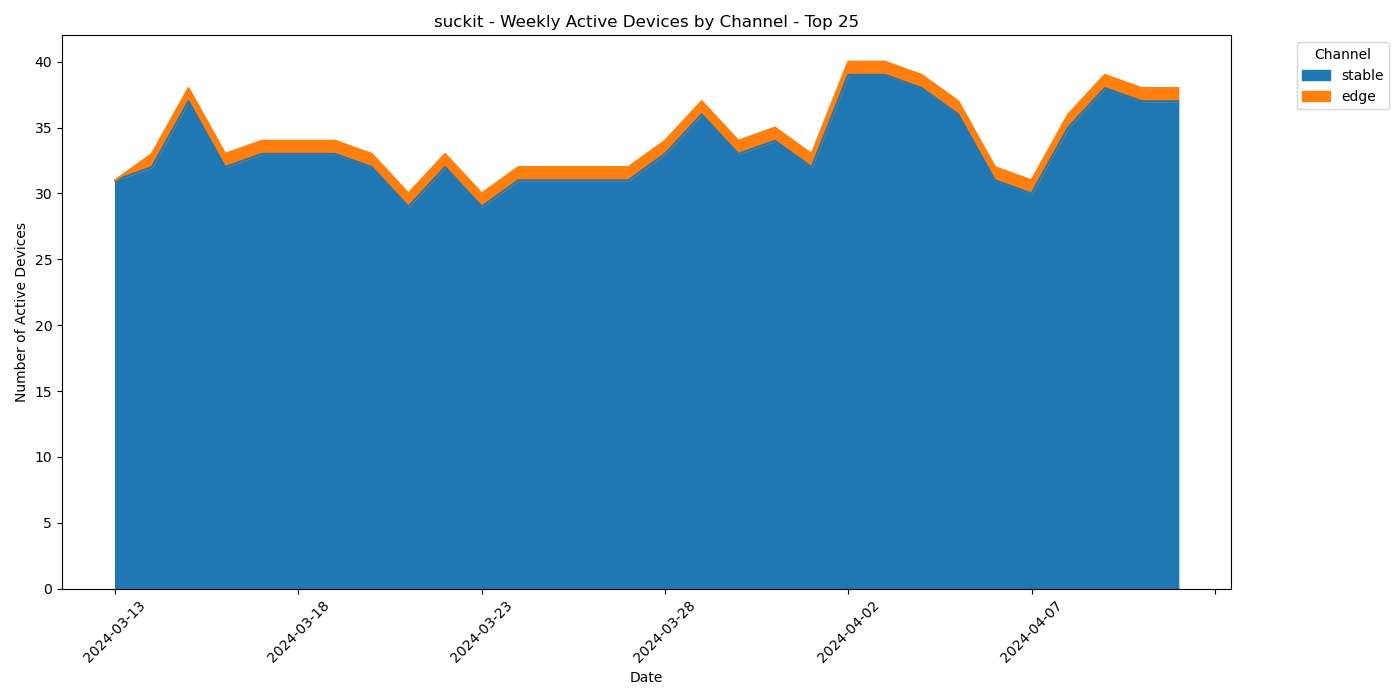 suckit - Weekly Active Devices by Channel - Top 25
Channel
stable
edge
Number of Active Devices
40
35
30
25
20
15
10
5
0
2024-03-13
2024-03-18
2024-03-23
2024-03-28
2024-04-02
2024-04-07
Date